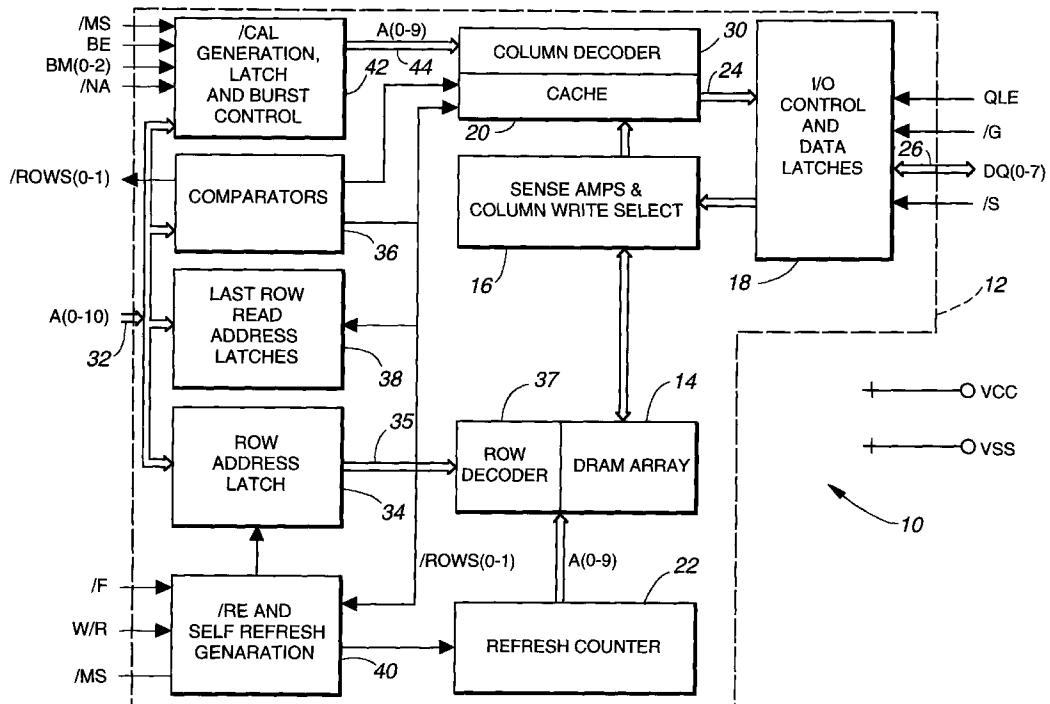 /MS
BE
BM(0-2)
/NA
/CAL
GENERATION,
LATCH
AND BURST
CONTROL
42
A(0-9)
44
COLUMN DECODER
30
CACHE
20
24
I/O
CONTROL
AND
DATA
LATCHES
18
QLE
/G
26
DQ(0-7)
/S
/ROWS(0-1)
COMPARATORS
36
SENSE AMPS &
COLUMN WRITE SELECT
16
12
A(0-10)
32
LAST ROW
READ
ADDRESS
LATCHES
38
ROW
ADDRESS
LATCH
34
35
37
14
ROW
DECODER
DRAM ARRAY
VCC
VSS
10
/ROWS(0-1)
A(0-9)
22
/F
W/R
/MS
/RE AND
SELF REFRESH
GENARATION
40
REFRESH COUNTER